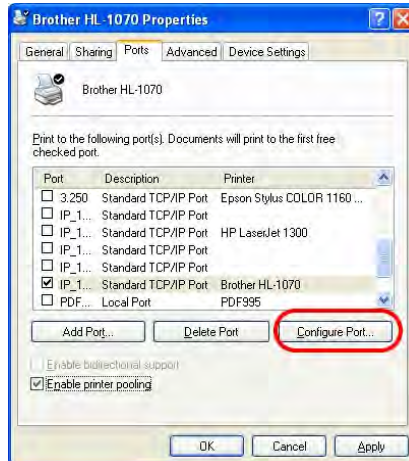 Brother HL-1070 Properties
General Sharing Ports Advanced Device Settings
Brother HL-1070
Print to the following port(s). Documents will print to the first free
checked port.
Port Description Printer
3.250 Standard TCP/IP Port Epson Stylus COLOR 1160 ...
IP_1... Standard TCP/IP Port
IP_1... Standard TCP/IP Port HP LaserJet 1300
IP_1... Standard TCP/IP Port
IP_1... Standard TCP/IP Port
IP_1... Standard TCP/IP Port Brother HL-1070
PDF... Local Port PDF995
Add Port... Delete Port Configure Port...
Enable bidirectional support
Enable printer pooling
OK Cancel Apply